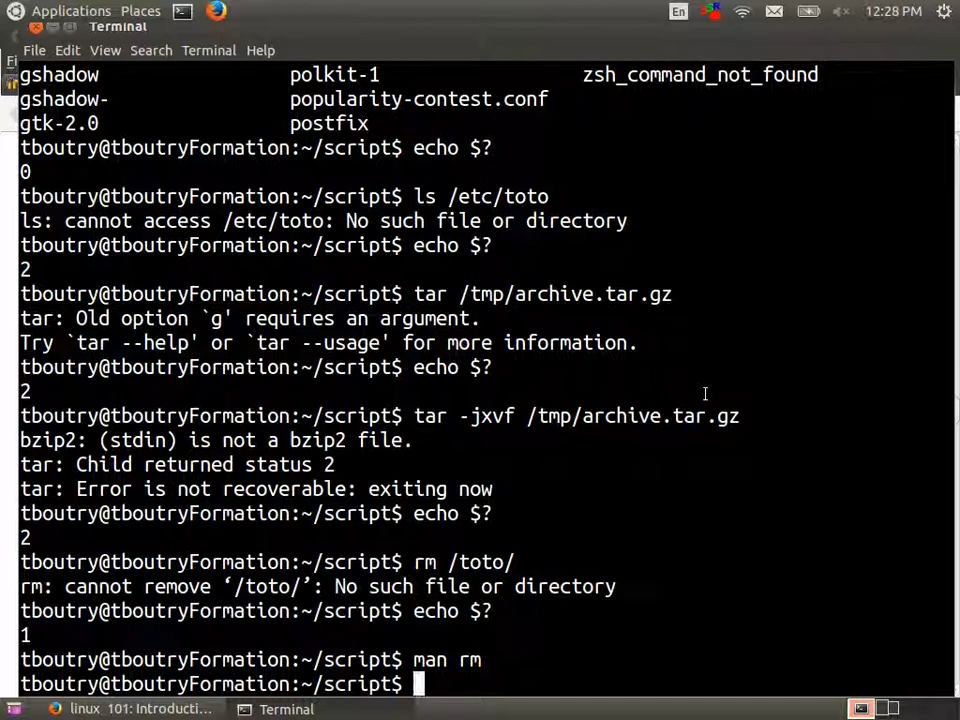 Applications Places En 12:28 PM
Terminal
File Edit View Search Terminal Help
gshadow polkit-1 zsh_command_not_found
gshadow- popularity-contest.conf
gtk-2.0 postfix
tboutry@tboutryFormation:~/script$ echo $?
0
tboutry@tboutryFormation:~/script$ ls /etc/toto
ls: cannot access /etc/toto: No such file or directory
tboutry@tboutryFormation:~/script$ echo $?
2
tboutry@tboutryFormation:~/script$ tar /tmp/archive.tar.gz
tar: Old option `g' requires an argument.
Try `tar --help' or `tar --usage' for more information.
tboutry@tboutryFormation:~/script$ echo $?
2
tboutry@tboutryFormation:~/script$ tar -jxvf /tmp/archive.tar.gz
bzip2: (stdin) is not a bzip2 file.
tar: Child returned status 2
tar: Error is not recoverable: exiting now
tboutry@tboutryFormation:~/script$ echo $?
2
tboutry@tboutryFormation:~/script$ rm /toto/
rm: cannot remove ‘/toto/’: No such file or directory
tboutry@tboutryFormation:~/script$ echo $?
1
tboutry@tboutryFormation:~/script$ man rm
tboutry@tboutryFormation:~/script$
linux_101: Introducti... Terminal